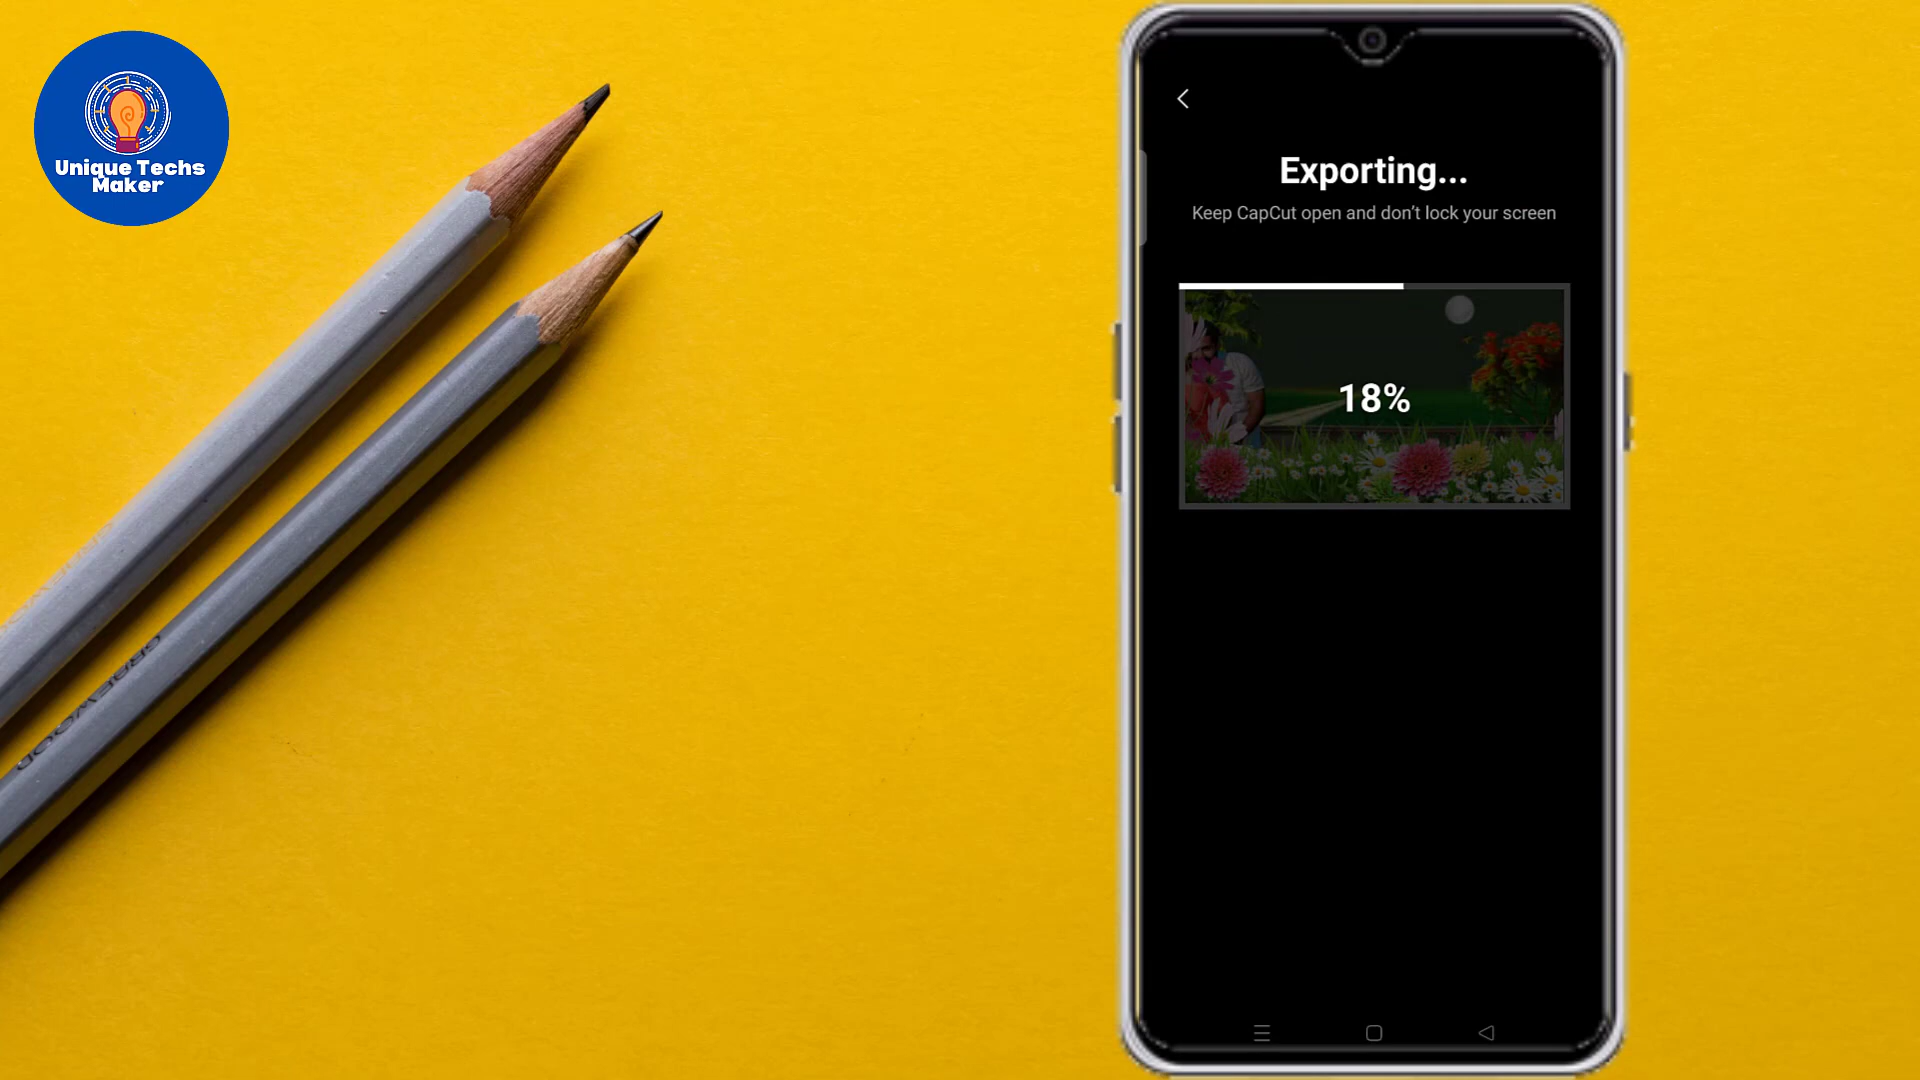 Unique Techs
Maker
Exporting...
Keep CapCut open and don’t lock your screen
18%